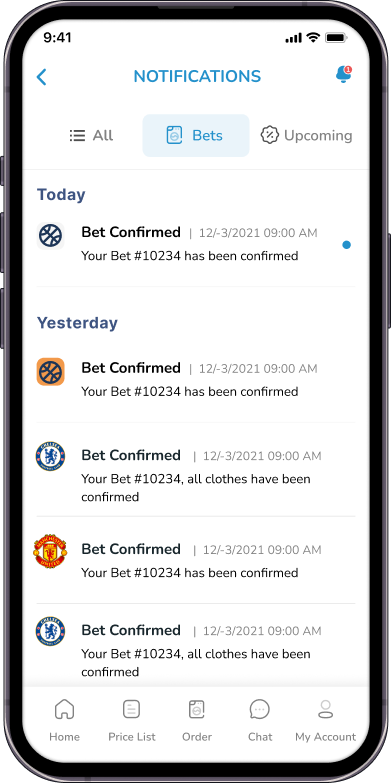 9:41
NOTIFICATIONS
1
All
Bets
Upcoming
Today
Bet Confirmed | 12/-3/2021 09:00 AM
Your Bet #10234 has been confirmed
Yesterday
Bet Confirmed | 12/-3/2021 09:00 AM
Your Bet #10234 has been confirmed
Bet Confirmed | 12/-3/2021 09:00 AM
Your Bet #10234, all clothes have been
confirmed
Bet Confirmed | 12/-3/2021 09:00 AM
Your Bet #10234 has been confirmed
Bet Confirmed | 12/-3/2021 09:00 AM
Your Bet #10234, all clothes have been
confirmed
Home
Price List
Order
Chat
My Account